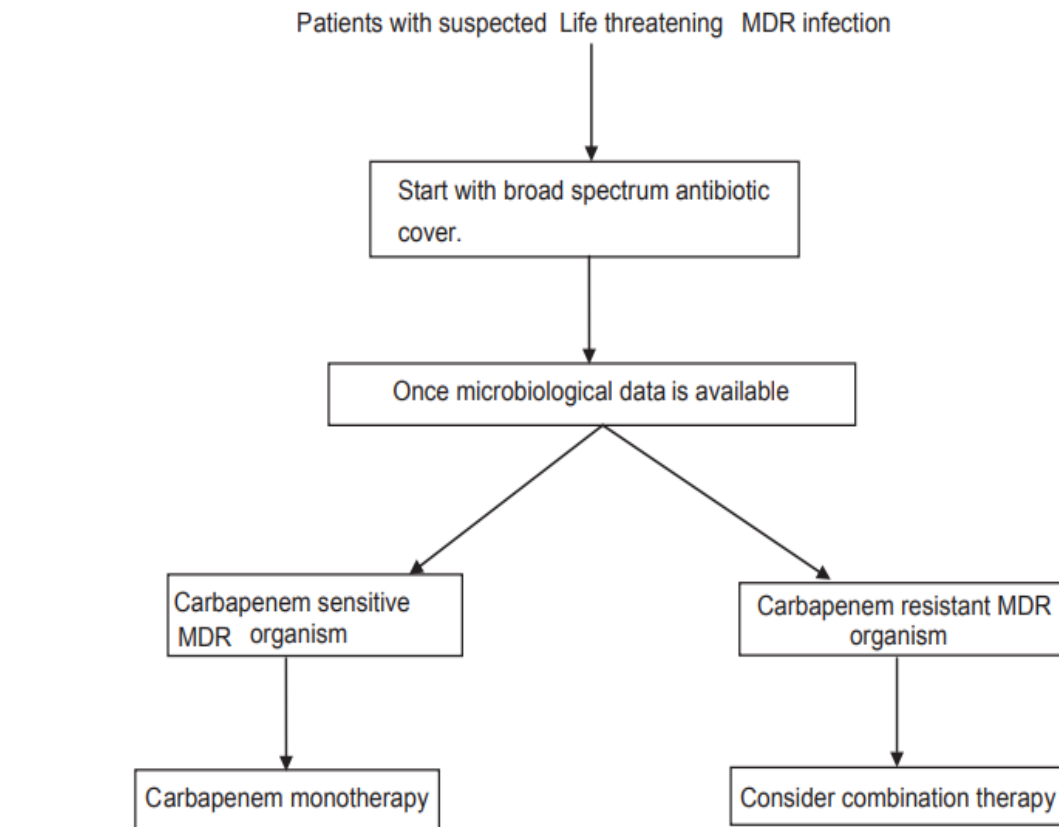 Patients with suspected Life threatening MDR infection
Start with broad spectrum antibiotic
cover.
Once microbiological data is available
Carbapenem sensitive
MDR organism
Carbapenem resistant MDR
organism
Carbapenem monotherapy
Consider combination therapy